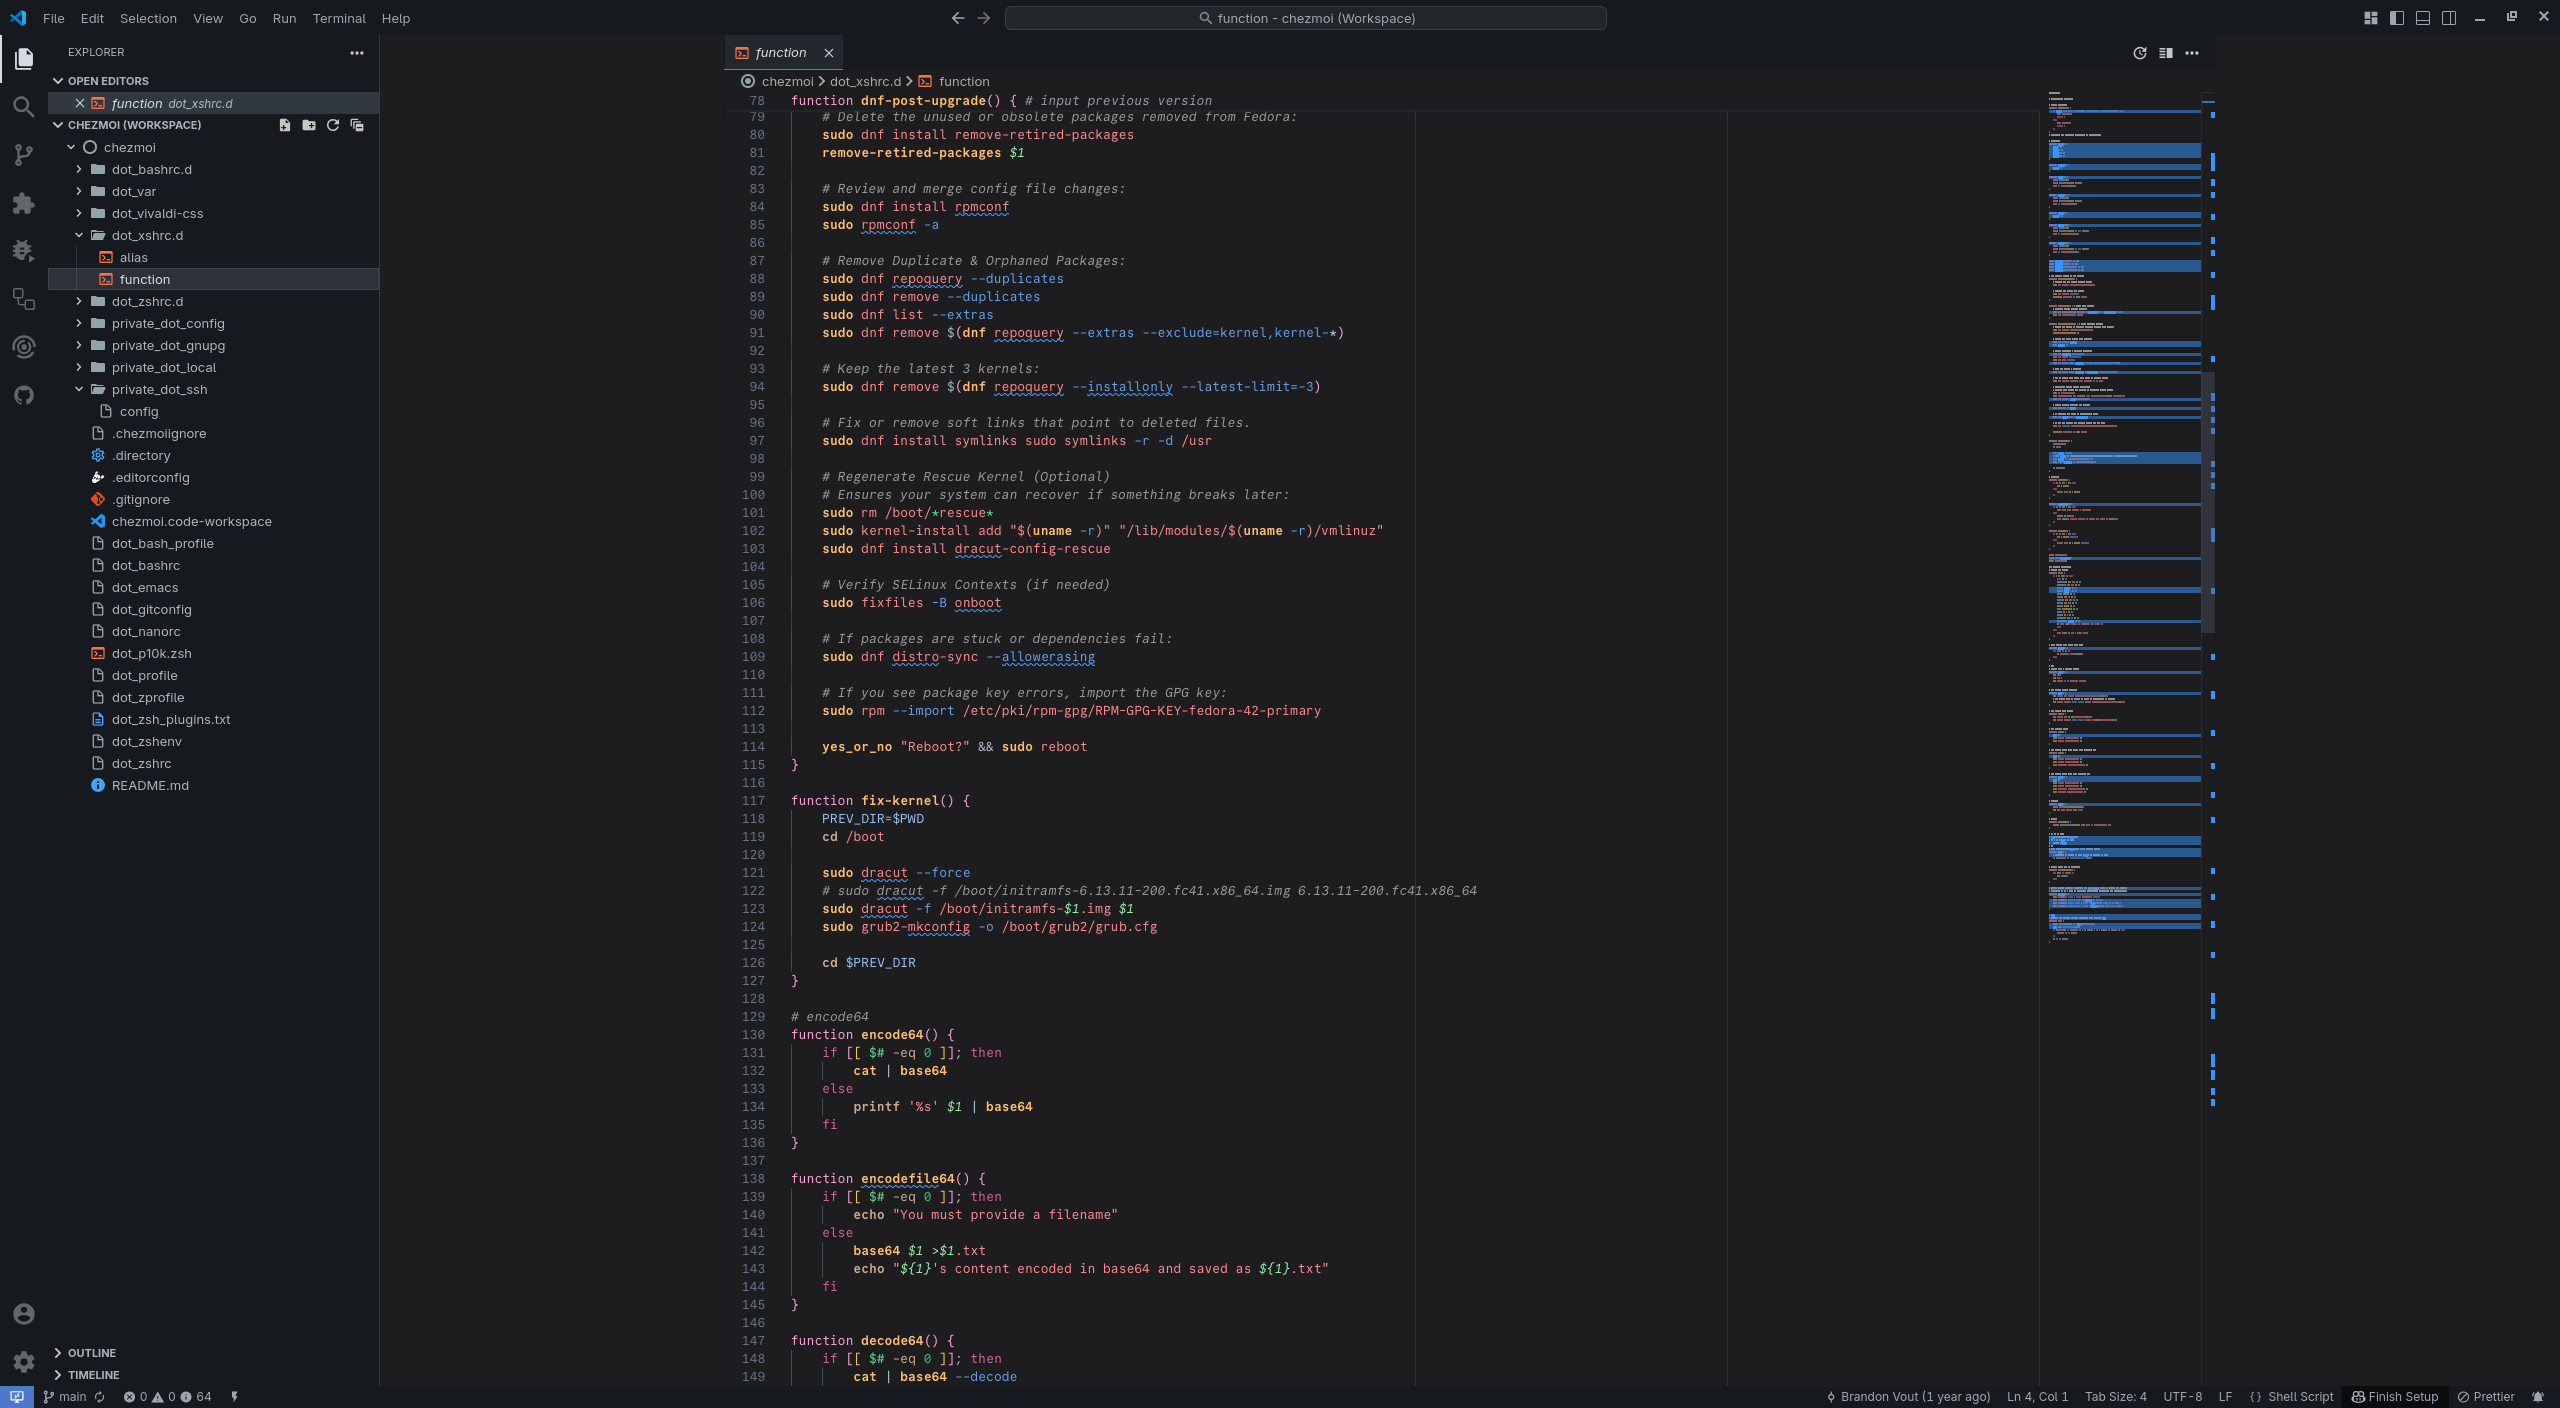 File Edit Selection View Go Run Terminal Help
function - chezmoi (Workspace)
EXPLORER
OPEN EDITORS
function dot_xshrc.d
CHEZMOI (WORKSPACE)
chezmoi
dot_bashrc.d
dot_var
dot_vivaldi-css
dot_xshrc.d
alias
function
dot_zshrc.d
private_dot_config
private_dot_gnupg
private_dot_local
private_dot_ssh
config
.chezmoiignore
.directory
.editorconfig
.gitignore
chezmoi.code-workspace
dot_bash_profile
dot_bashrc
dot_emacs
dot_gitconfig
dot_nanorc
dot_p10k.zsh
dot_profile
dot_zprofile
dot_zsh_plugins.txt
dot_zshenv
dot_zshrc
README.md
OUTLINE
TIMELINE
function
chezmoi > dot_xshrc.d > function
78 function dnf-post-upgrade() { # input previous version
79 # Delete the unused or obsolete packages removed from Fedora:
80 sudo dnf install remove-retired-packages
81 remove-retired-packages $1
82
83 # Review and merge config file changes:
84 sudo dnf install rpmconf
85 sudo rpmconf -a
86
87 # Remove Duplicate & Orphaned Packages:
88 sudo dnf repoquery --duplicates
89 sudo dnf remove --duplicates
90 sudo dnf list --extras
91 sudo dnf remove $(dnf repoquery --extras --exclude=kernel,kernel-*)
92
93 # Keep the latest 3 kernels:
94 sudo dnf remove $(dnf repoquery --installonly --latest-limit=-3)
95
96 # Fix or remove soft links that point to deleted files.
97 sudo dnf install symlinks sudo symlinks -r -d /usr
98
99 # Regenerate Rescue Kernel (Optional)
100 # Ensures your system can recover if something breaks later:
101 sudo rm /boot/*rescue*
102 sudo kernel-install add "$(uname -r)" "/lib/modules/$(uname -r)/vmlinuz"
103 sudo dnf install dracut-config-rescue
104
105 # Verify SELinux Contexts (if needed)
106 sudo fixfiles -B onboot
107
108 # If packages are stuck or dependencies fail:
109 sudo dnf distro-sync --allowerasing
110
111 # If you see package key errors, import the GPG key:
112 sudo rpm --import /etc/pki/rpm-gpg/RPM-GPG-KEY-fedora-42-primary
113
114 yes_or_no "Reboot?" && sudo reboot
115 }
116
117 function fix-kernel() {
118 PREV_DIR=$PWD
119 cd /boot
120
121 sudo dracut --force
122 # sudo dracut -f /boot/initramfs-6.13.11-200.fc41.x86_64.img 6.13.11-200.fc41.x86_64
123 sudo dracut -f /boot/initramfs-$1.img $1
124 sudo grub2-mkconfig -o /boot/grub2/grub.cfg
125
126 cd $PREV_DIR
127 }
128
129 # encode64
130 function encode64() {
131 if [[ $# -eq 0 ]]; then
132 cat | base64
133 else
134 printf '%s' $1 | base64
135 fi
136 }
137
138 function encodefile64() {
139 if [[ $# -eq 0 ]]; then
140 echo "You must provide a filename"
141 else
142 base64 $1 >$1.txt
143 echo "${1}'s content encoded in base64 and saved as ${1}.txt"
144 fi
145 }
146
147 function decode64() {
148 if [[ $# -eq 0 ]]; then
149 cat | base64 --decode
main 0 0 64 Brandon Vout (1 year ago) Ln 4, Col 1 Tab Size: 4 UTF-8 LF {} Shell Script Finish Setup Prettier